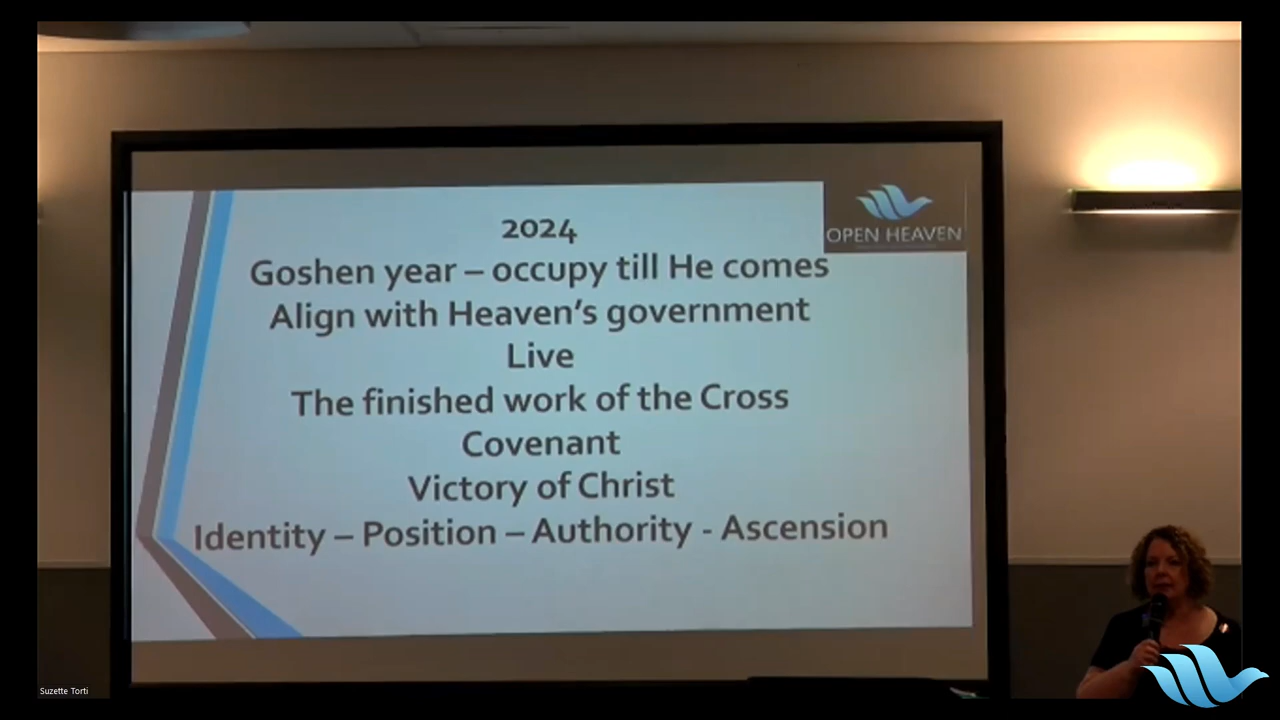 2024
OPEN HEAVEN
Goshen year – occupy till He comes
Align with Heaven's government
Live
The finished work of the Cross
Covenant
Victory of Christ
Identity – Position – Authority - Ascension
Suzette Torti